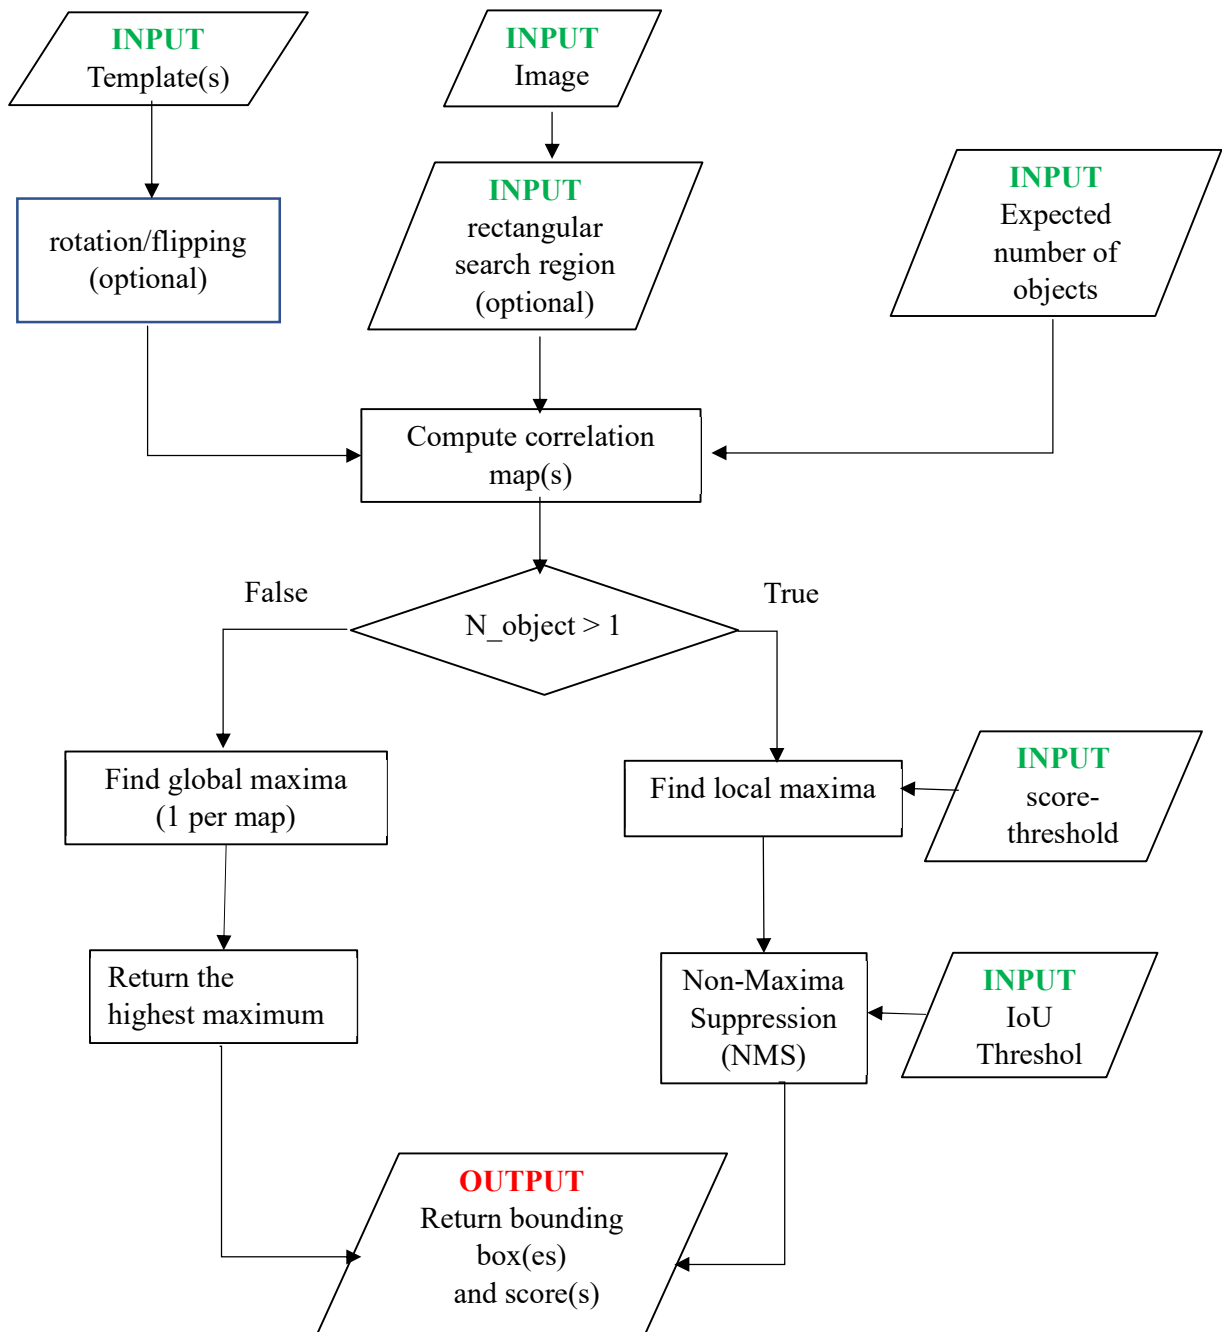 INPUT
Template(s)
INPUT
Image
INPUT
rectangular
search region
(optional)
INPUT
Expected
number of
objects
rotation/flipping
(optional)
Compute correlation
map(s)
False
True
N_object > 1
Find global maxima
(1 per map)
Find local maxima
INPUT
score-
threshold
Return the
highest maximum
Non-Maxima
Suppression
(NMS)
INPUT
IoU
Threshol
OUTPUT
Return bounding
box(es)
and score(s)